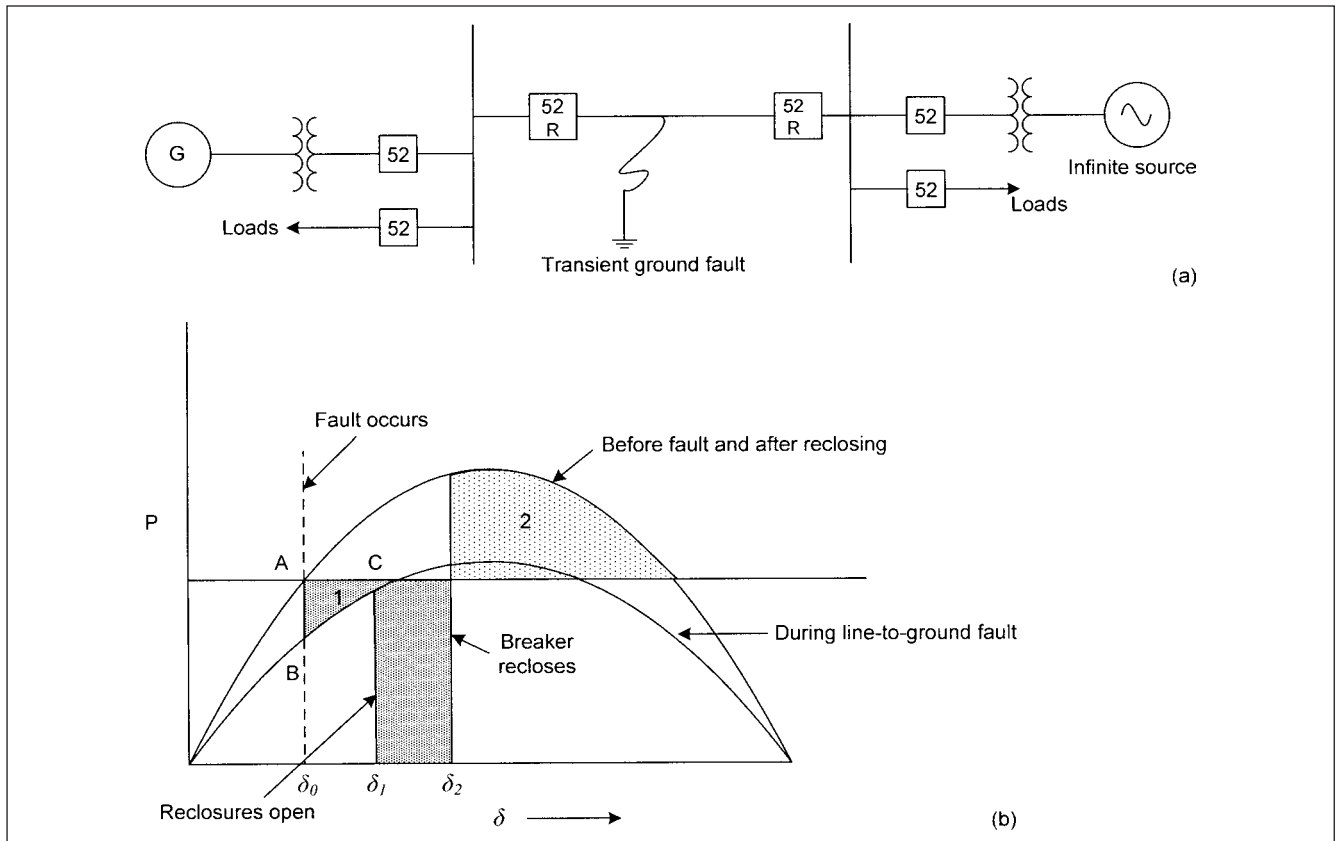 52
R
52
R
G
52
52
Infinite source
Loads
52
52
Loads
Transient ground fault
(a)
Fault occurs
Before fault and after reclosing
P
2
A
C
1
During line-to-ground fault
Breaker
recloses
B
δ0
δ1
δ2
Reclosures open
δ
(b)